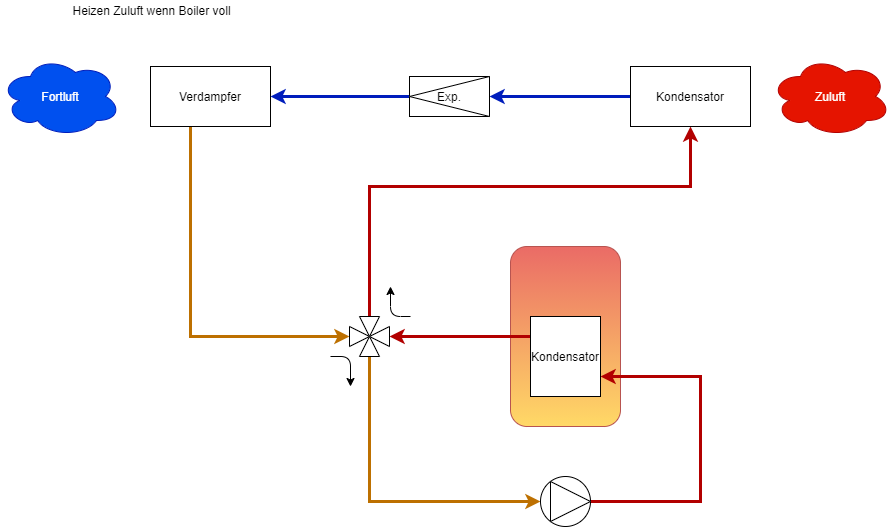 Heizen Zuluft wenn Boiler voll
Fortluft
Verdampfer
Exp.
Kondensator
Zuluft
Kondensator